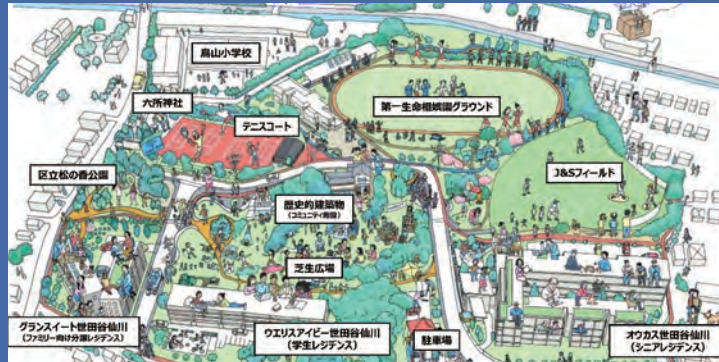 烏山小学校
六所神社
第一生命相娯園グラウンド
テニスコート
区立松の香公園
J&Sフィールド
歴史的建築物
(コミュニティ施設)
芝生広場
グランスイート世田谷仙川
(ファミリー向け分譲レジデンス)
ウエリスアイビー世田谷仙川
(学生レジデンス)
駐車場
オウカス世田谷仙川
(シニアレジデンス)